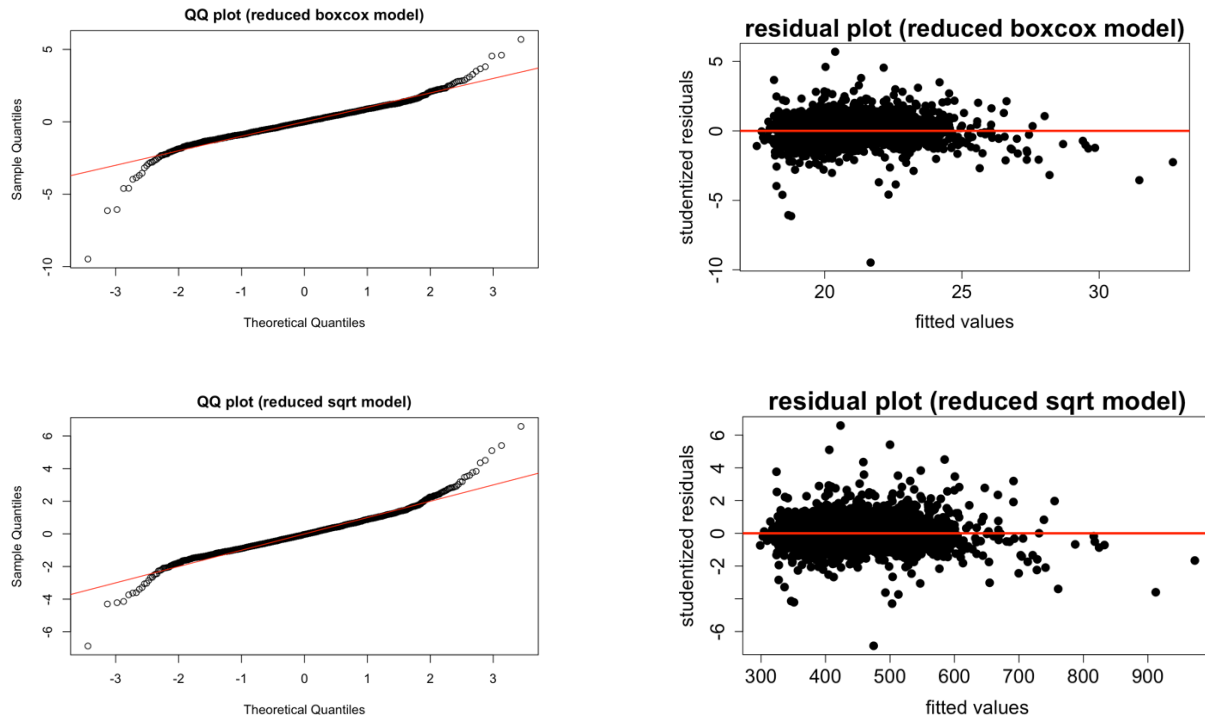 QQ plot (reduced boxcox model)
Sample Quantiles
5
0
-5
-10
-3 -2 -1 0 1 2 3
Theoretical Quantiles
residual plot (reduced boxcox model)
studentized residuals
5
0
-5
-10
20 25 30
fitted values
QQ plot (reduced sqrt model)
Sample Quantiles
6
4
2
0
-2
-4
-6
-3 -2 -1 0 1 2 3
Theoretical Quantiles
residual plot (reduced sqrt model)
studentized residuals
6
4
2
0
-2
-6
300 400 500 600 700 800 900
fitted values